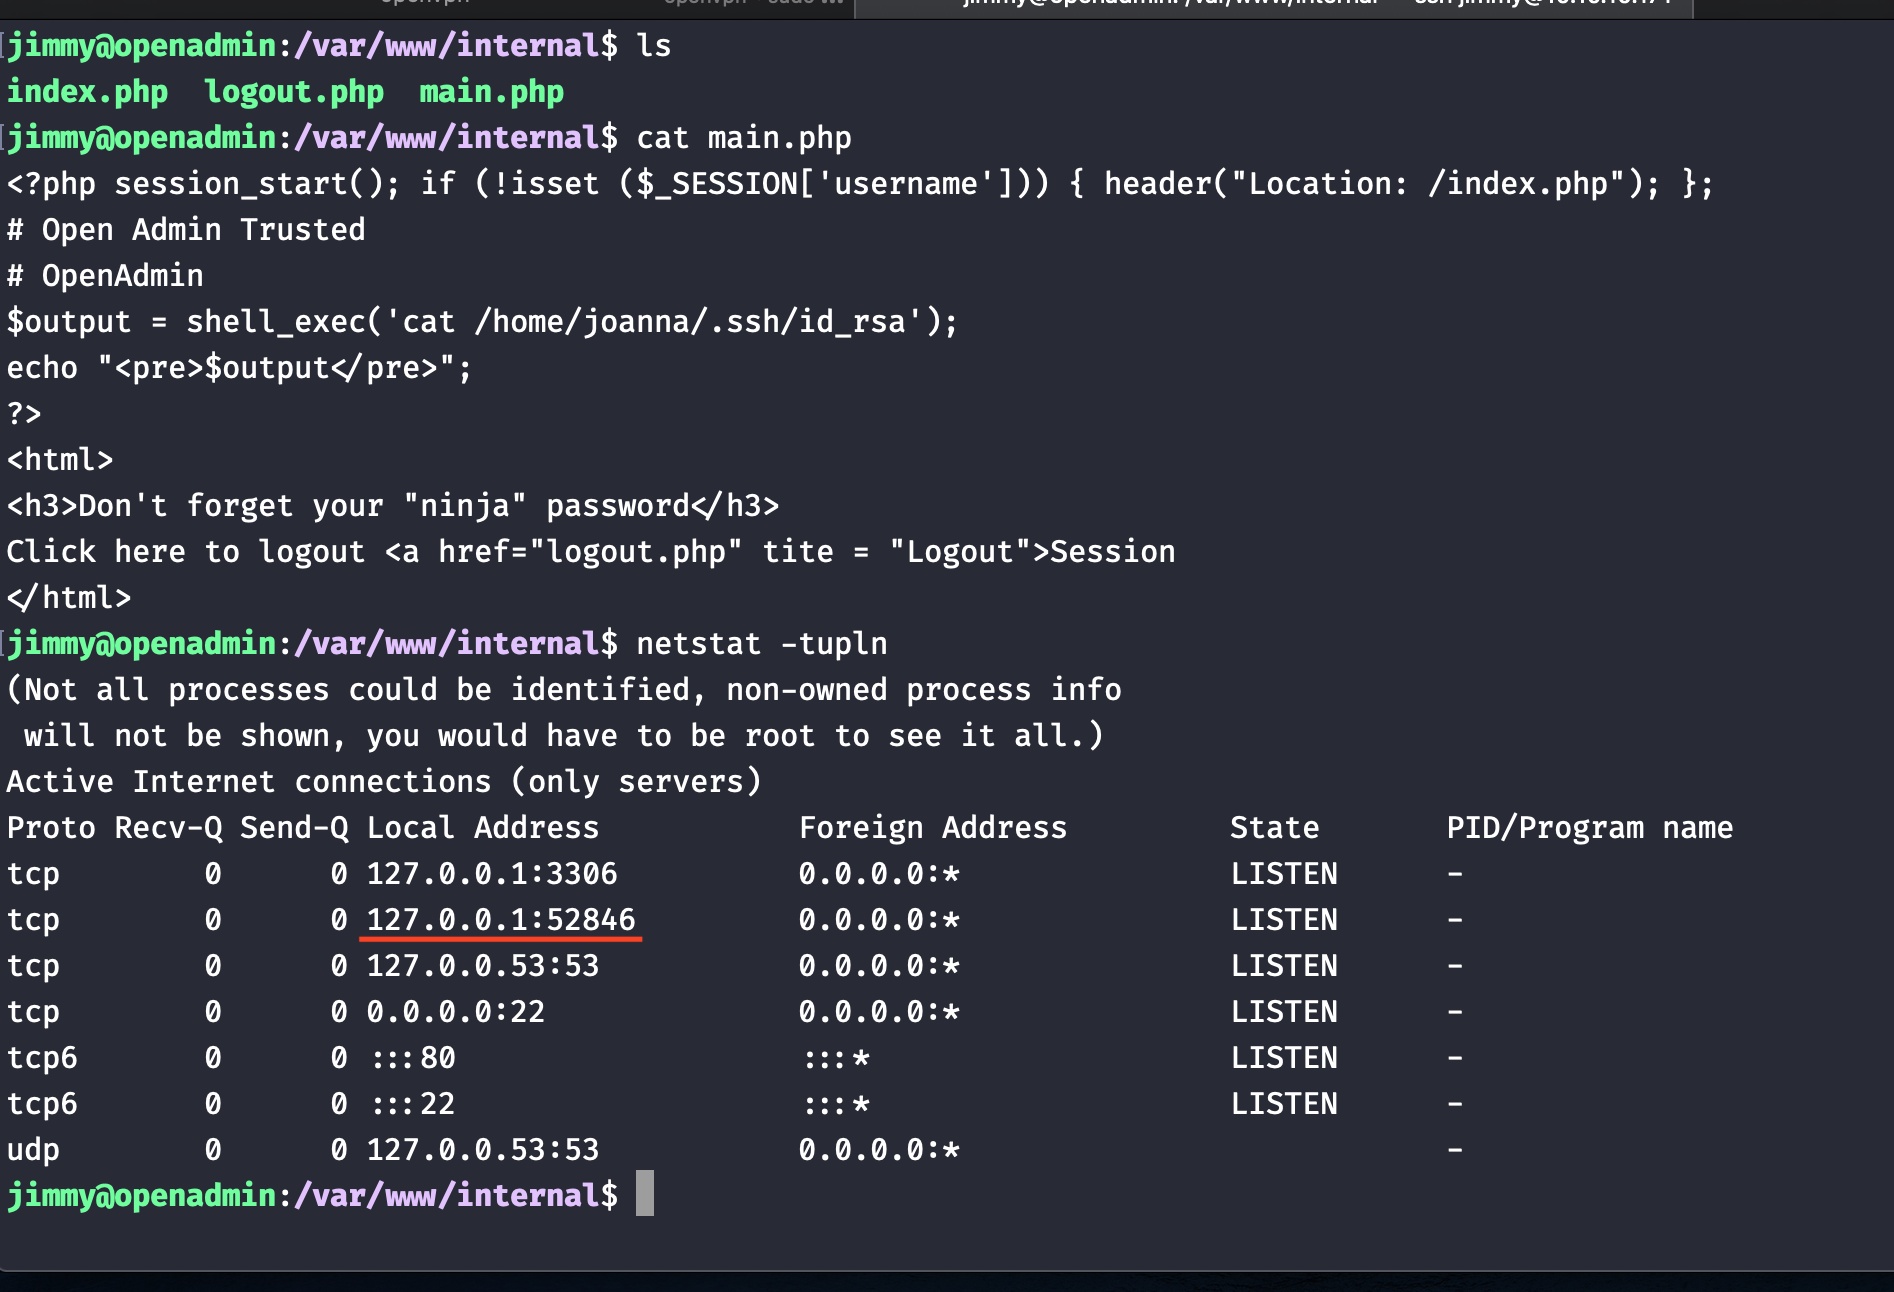 jimmy@openadmin:/var/www/internal$ ls
index.php  logout.php  main.php
jimmy@openadmin:/var/www/internal$ cat main.php
<?php session_start(); if (!isset ($_SESSION['username'])) { header("Location: /index.php"); };
# Open Admin Trusted
# OpenAdmin
$output = shell_exec('cat /home/joanna/.ssh/id_rsa');
echo "<pre>$output</pre>";
?>
<html>
<h3>Don't forget your "ninja" password</h3>
Click here to logout <a href="logout.php" tite = "Logout">Session
</html>
jimmy@openadmin:/var/www/internal$ netstat -tupln
(Not all processes could be identified, non-owned process info
 will not be shown, you would have to be root to see it all.)
Active Internet connections (only servers)
Proto Recv-Q Send-Q Local Address           Foreign Address         State       PID/Program name
tcp        0      0 127.0.0.1:3306          0.0.0.0:*               LISTEN      -
tcp        0      0 127.0.0.1:52846         0.0.0.0:*               LISTEN      -
tcp        0      0 127.0.0.53:53           0.0.0.0:*               LISTEN      -
tcp        0      0 0.0.0.0:22              0.0.0.0:*               LISTEN      -
tcp6       0      0 :::80                   :::*                    LISTEN      -
tcp6       0      0 :::22                   :::*                    LISTEN      -
udp        0      0 127.0.0.53:53           0.0.0.0:*                           -
jimmy@openadmin:/var/www/internal$